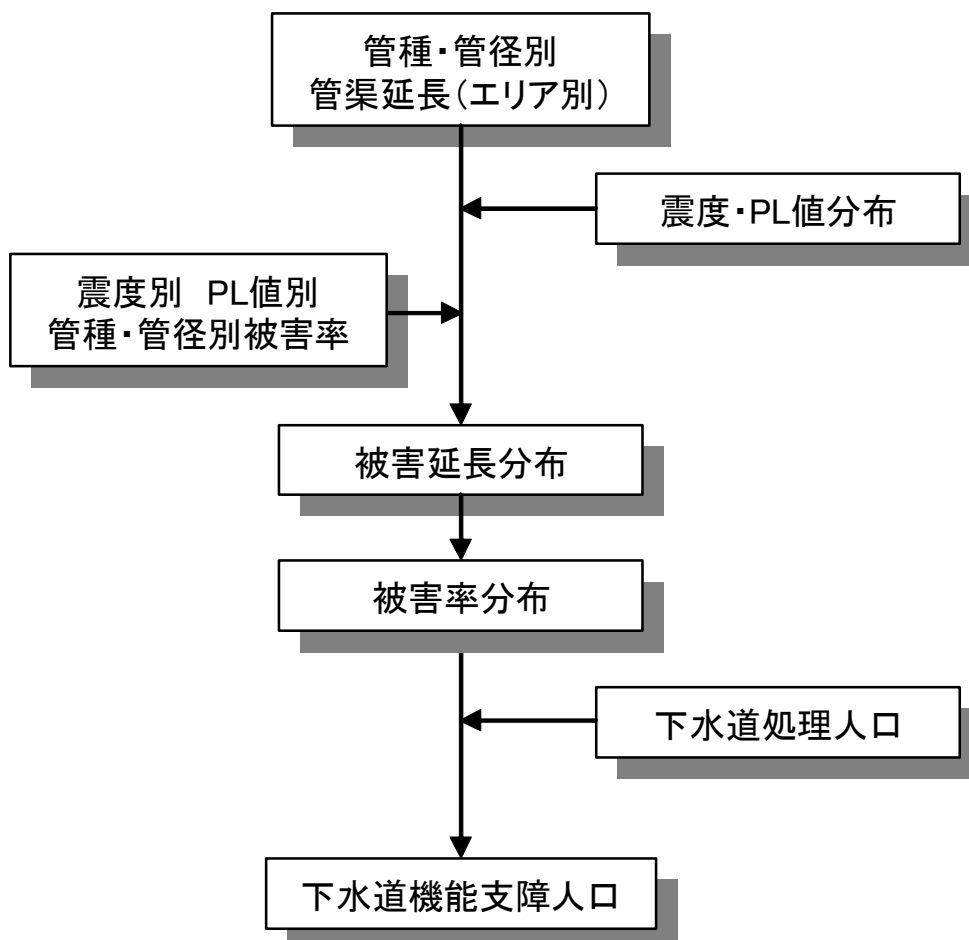 管種・管径別
管渠延長（エリア別）
震度・PL値分布
震度別　PL値別
管種・管径別被害率
被害延長分布
被害率分布
下水道処理人口
下水道機能支障人口